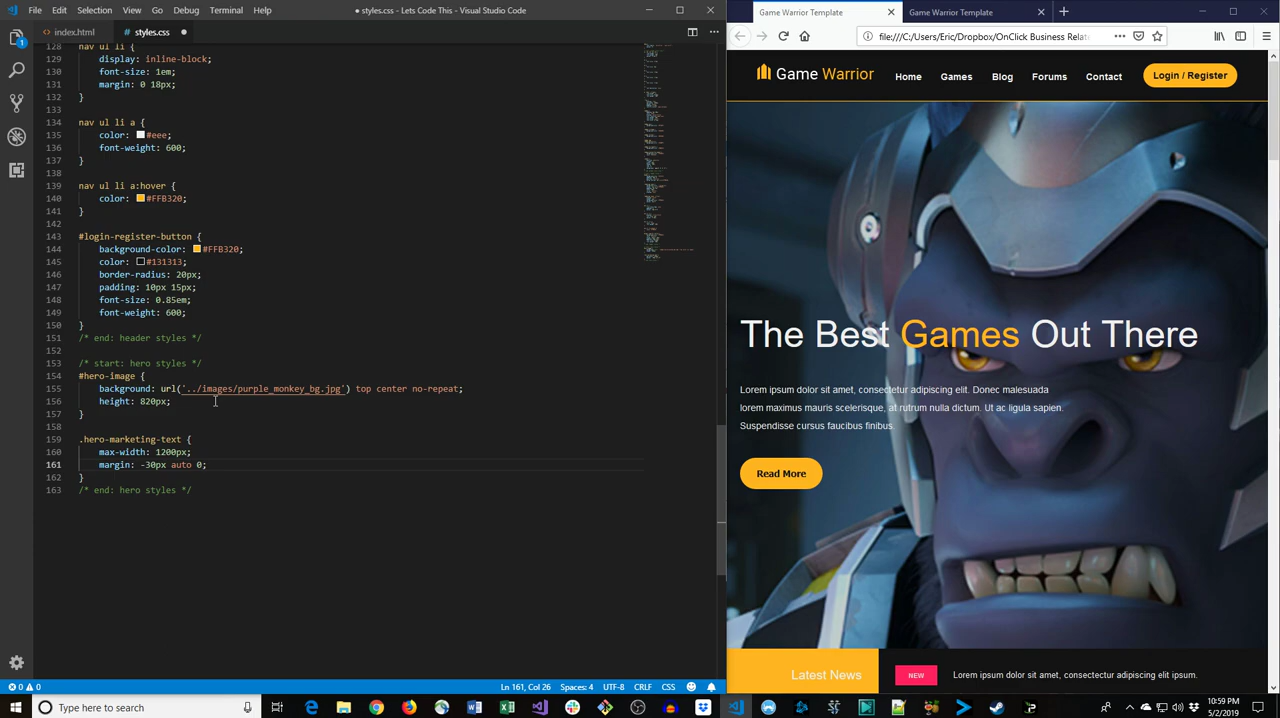 File Edit Selection View Go Debug Terminal Help
● styles.css - Lets Code This - Visual Studio Code
index.html
styles.css
128 nav ul li {
129 display: inline-block;
130 font-size: 1em;
131 margin: 0 18px;
132 }
133
134 nav ul li a {
135 color: #eee;
136 font-weight: 600;
137 }
138
139 nav ul li a:hover {
140 color: #FFB320;
141 }
142
143 #login-register-button {
144 background-color: #FFB320;
145 color: #131313;
146 border-radius: 20px;
147 padding: 10px 15px;
148 font-size: 0.85em;
149 font-weight: 600;
150 }
151 /* end: header styles */
152
153 /* start: hero styles */
154 #hero-image {
155 background: url('../images/purple_monkey_bg.jpg') top center no-repeat;
156 height: 820px;
157 }
158
159 .hero-marketing-text {
160 max-width: 1200px;
161 margin: -30px auto 0;
162 }
163 /* end: hero styles */
0 0
Ln 161, Col 26 Spaces: 4 UTF-8 CRLF CSS
Game Warrior Template
Game Warrior Template
file:///C:/Users/Eric/Dropbox/OnClick Business Relate
Game Warrior
Home Games Blog Forums Contact
Login / Register
The Best Games Out There
Lorem ipsum dolor sit amet, consectetur adipiscing elit. Donec malesuada
lorem maximus mauris scelerisque, at rutrum nulla dictum. Ut ac ligula sapien.
Suspendisse cursus faucibus finibus.
Read More
Latest News
NEW
Lorem ipsum dolor sit amet, consectetur adipiscing elit.
Type here to search
10:59 PM
5/2/2019